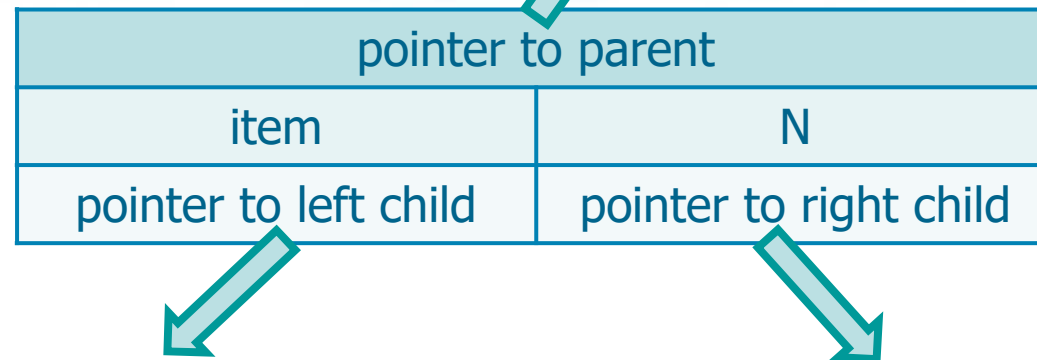 pointer to parent
item N
pointer to left child pointer to right child